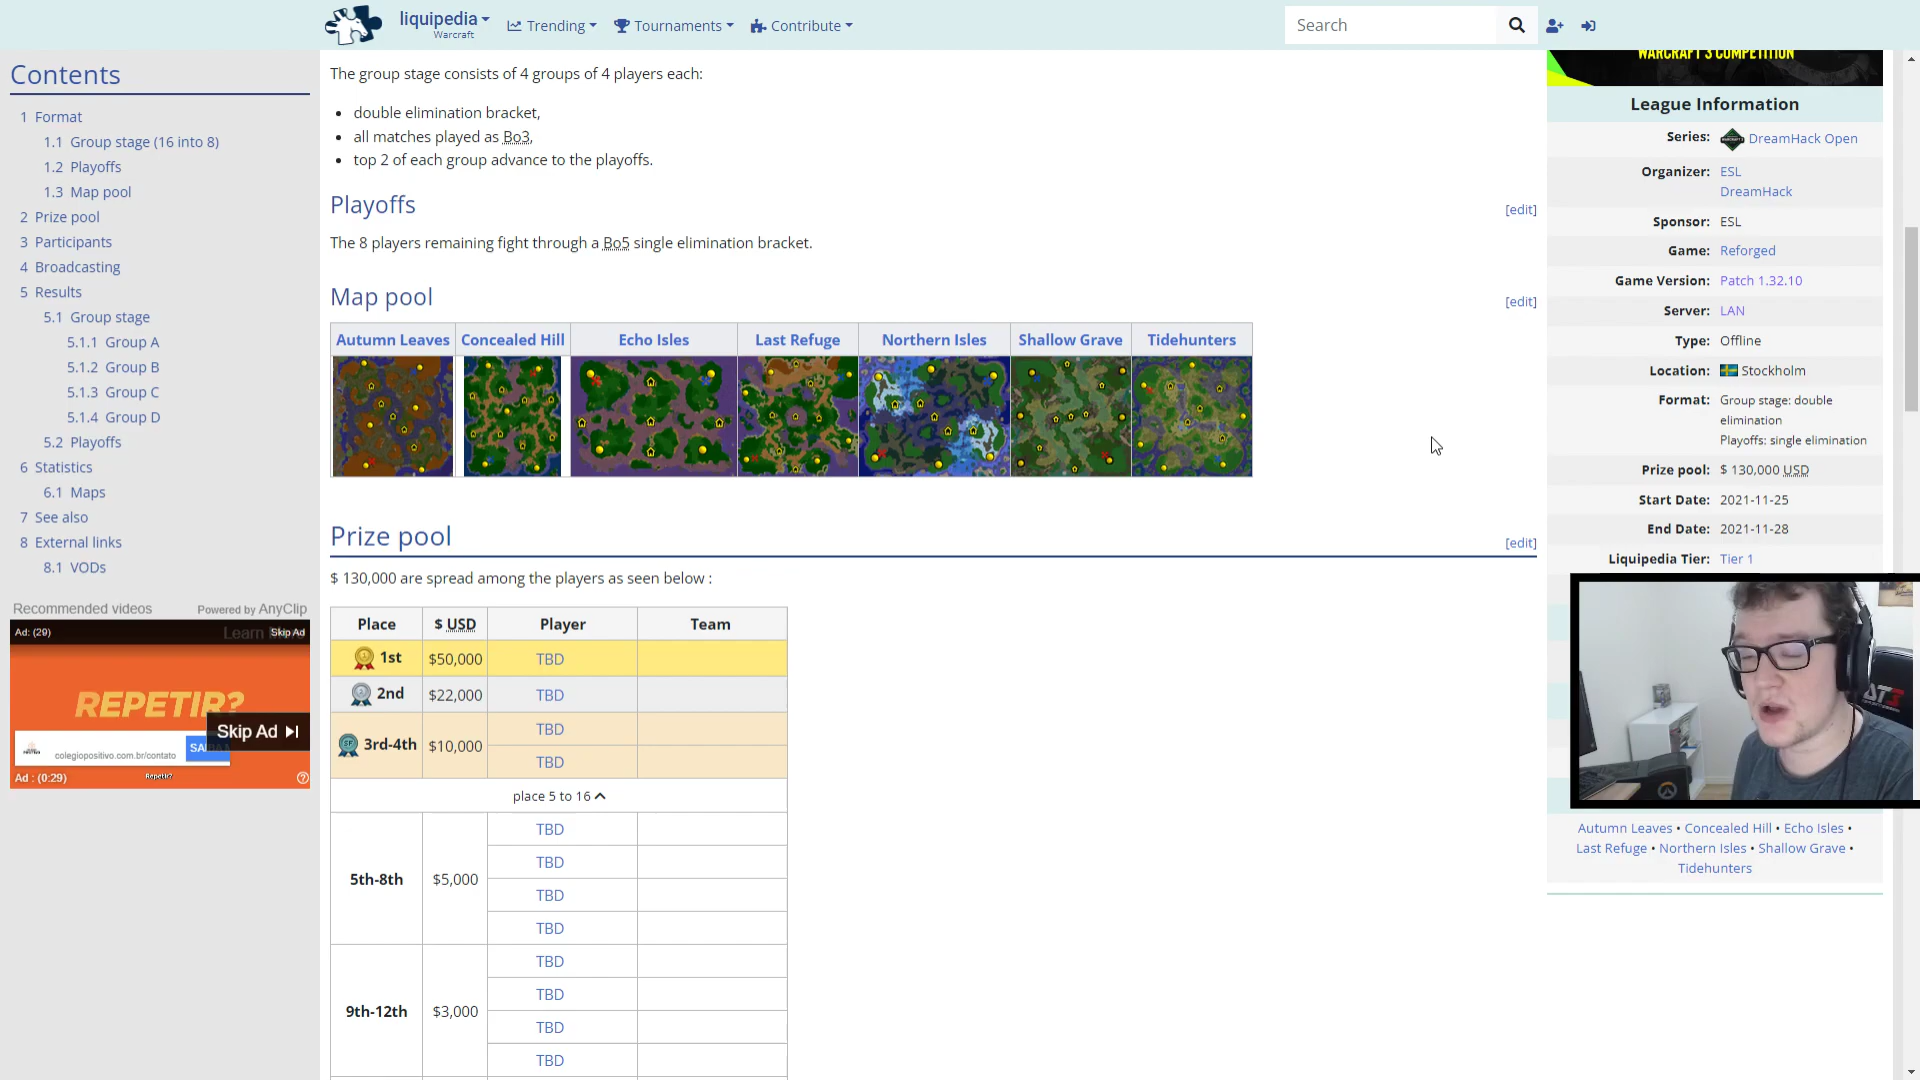 liquipedia
Warcraft
Trending
Tournaments
Contribute
Search
Contents
1 Format
1.1 Group stage (16 into 8)
1.2 Playoffs
1.3 Map pool
2 Prize pool
3 Participants
4 Broadcasting
5 Results
5.1 Group stage
5.1.1 Group A
5.1.2 Group B
5.1.3 Group C
5.1.4 Group D
5.2 Playoffs
6 Statistics
6.1 Maps
7 See also
8 External links
8.1 VODs
Recommended videos Powered by AnyClip
Ad: (29) Learn Skip Ad
REPETIR?
Skip Ad
colegiopositivo.com.br/contato
Ad : (0:29) Repetir?
The group stage consists of 4 groups of 4 players each:
• double elimination bracket,
• all matches played as Bo3,
• top 2 of each group advance to the playoffs.
Playoffs [edit]
The 8 players remaining fight through a Bo5 single elimination bracket.
Map pool [edit]
Autumn Leaves Concealed Hill Echo Isles Last Refuge Northern Isles Shallow Grave Tidehunters
Prize pool [edit]
$ 130,000 are spread among the players as seen below :
Place $ USD Player Team
1st $50,000 TBD
2nd $22,000 TBD
3rd-4th $10,000 TBD
TBD
place 5 to 16
5th-8th $5,000 TBD
TBD
TBD
TBD
9th-12th $3,000 TBD
TBD
TBD
TBD
WARCRAFT 3 COMPETITION
League Information
Series: DreamHack Open
Organizer: ESL
DreamHack
Sponsor: ESL
Game: Reforged
Game Version: Patch 1.32.10
Server: LAN
Type: Offline
Location: Stockholm
Format: Group stage: double
elimination
Playoffs: single elimination
Prize pool: $ 130,000 USD
Start Date: 2021-11-25
End Date: 2021-11-28
Liquipedia Tier: Tier 1
Autumn Leaves • Concealed Hill • Echo Isles •
Last Refuge • Northern Isles • Shallow Grave •
Tidehunters